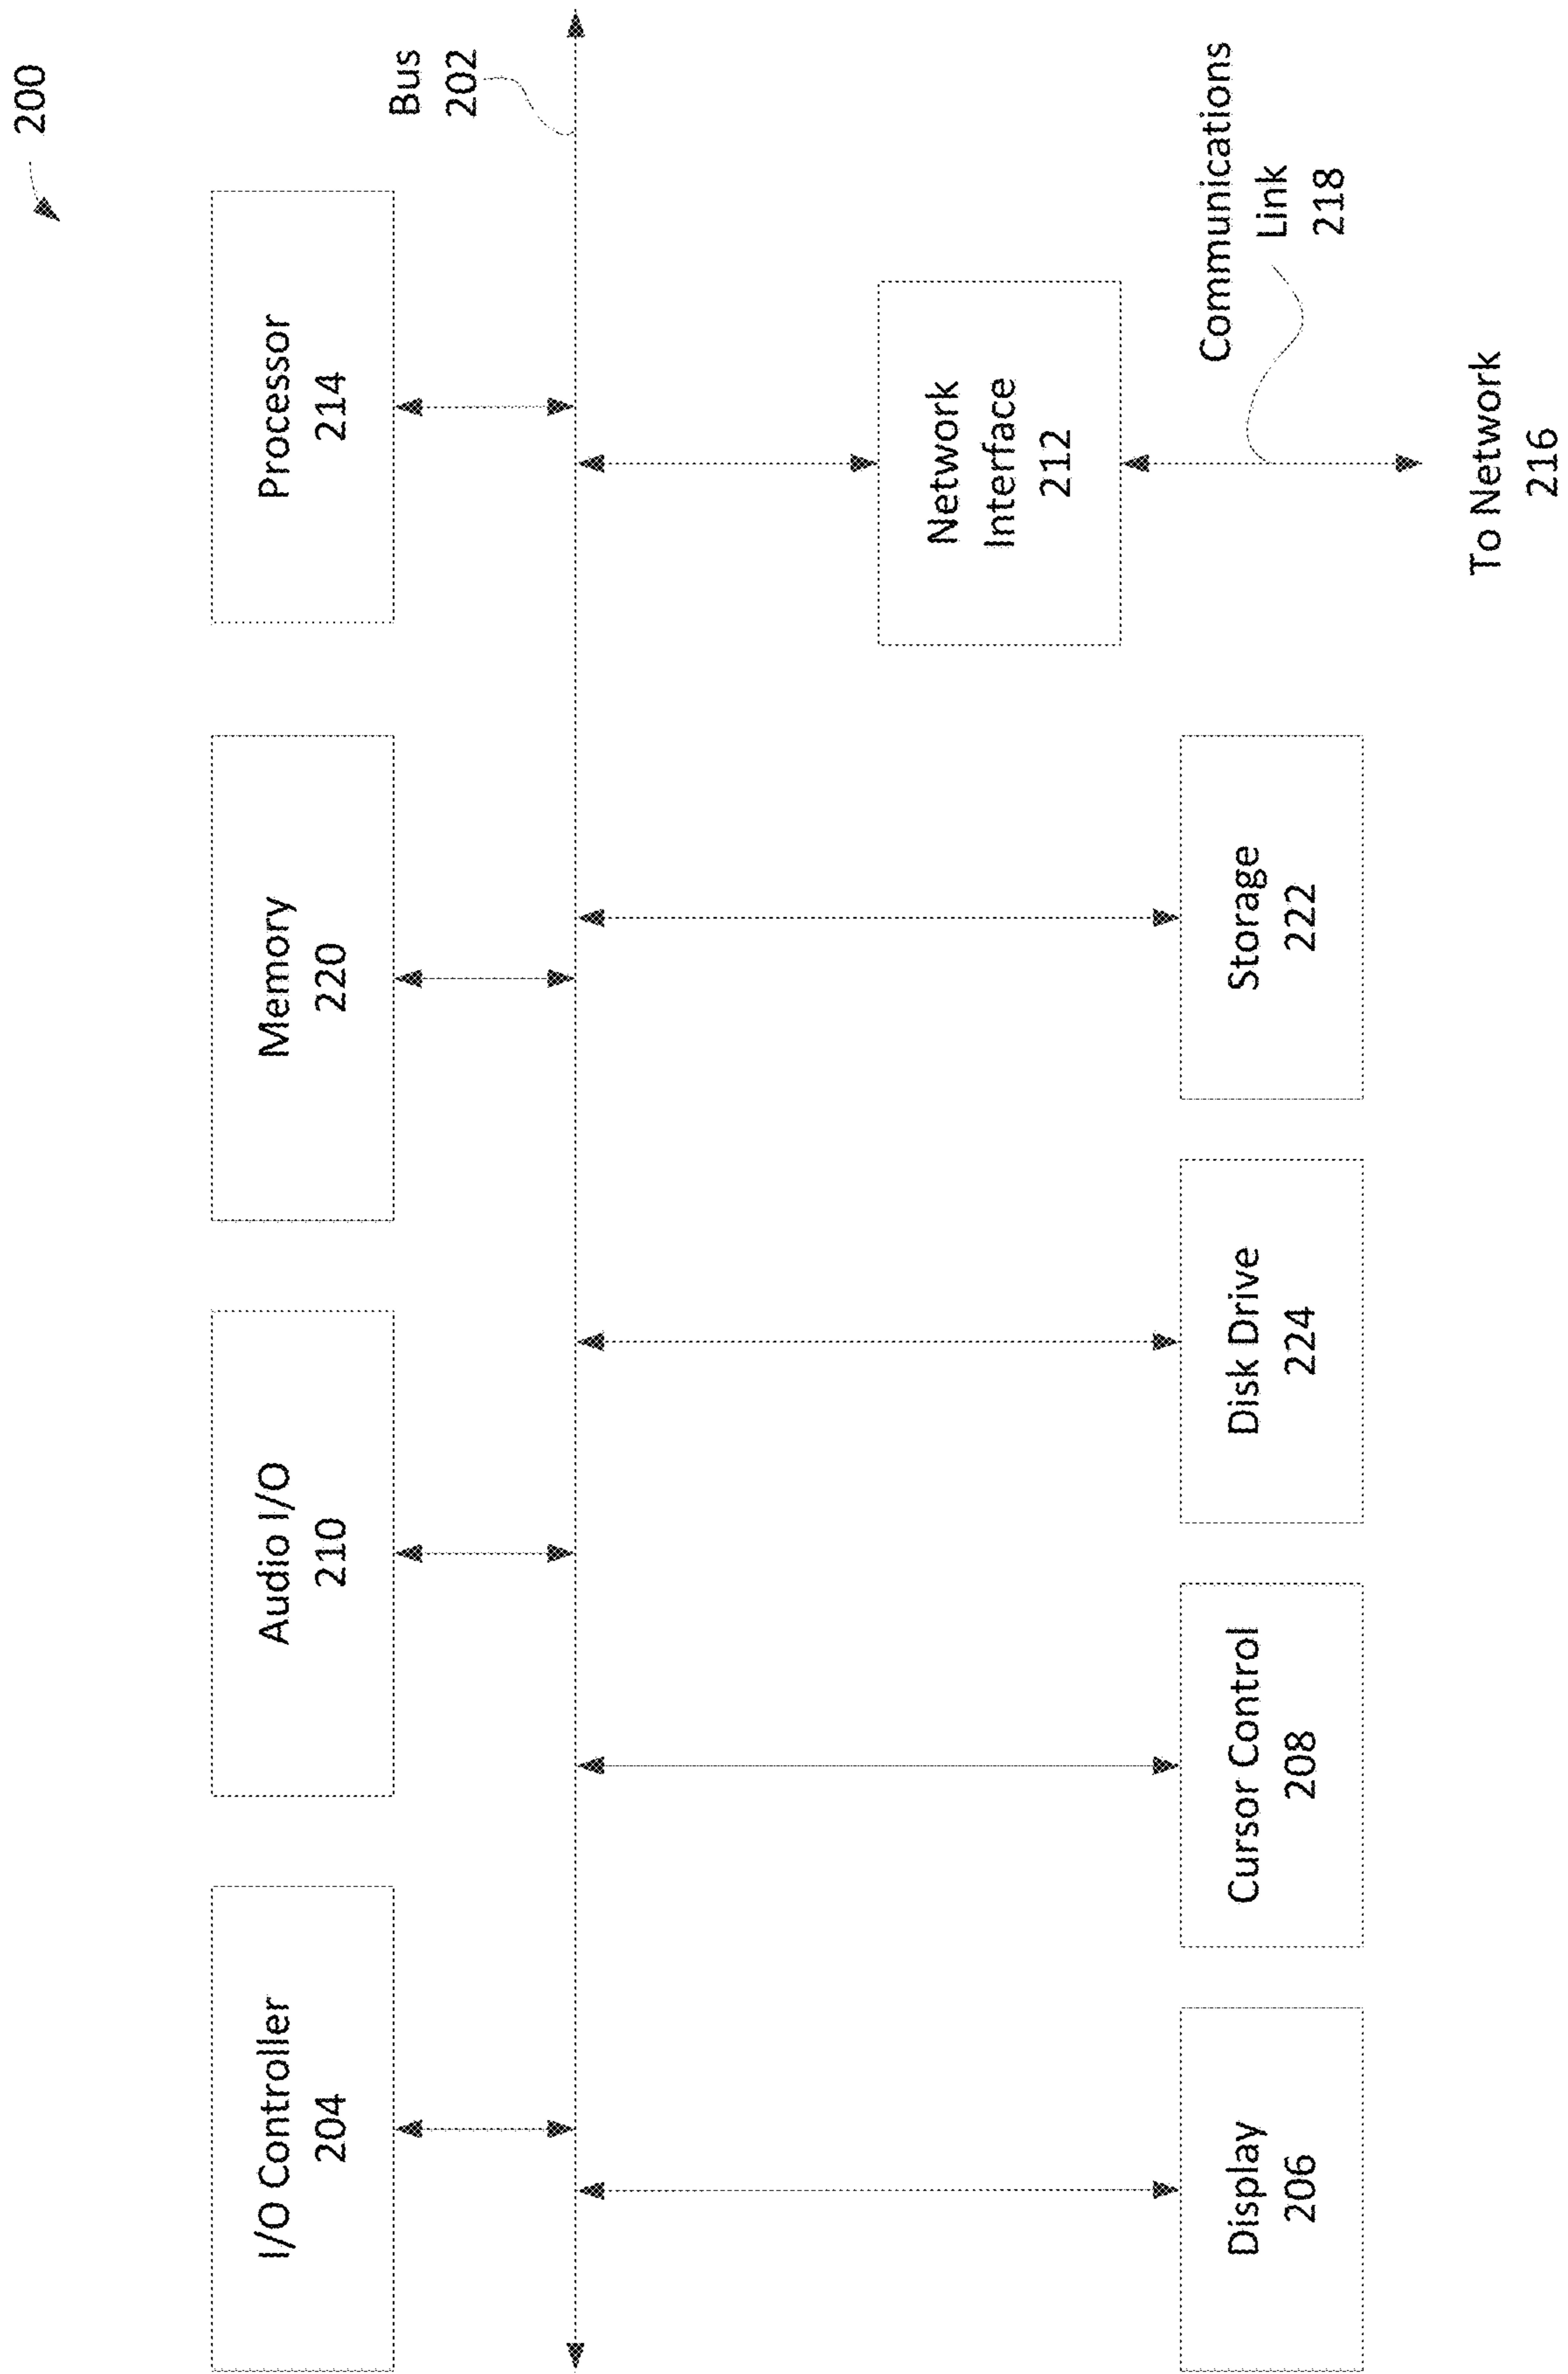 200
I/O Controller
204
Audio I/O
210
Memory
220
Processor
214
Bus
202
Network
Interface
212
Display
206
Cursor Control
208
Disk Drive
224
Storage
222
Communications
Link
218
To Network
216